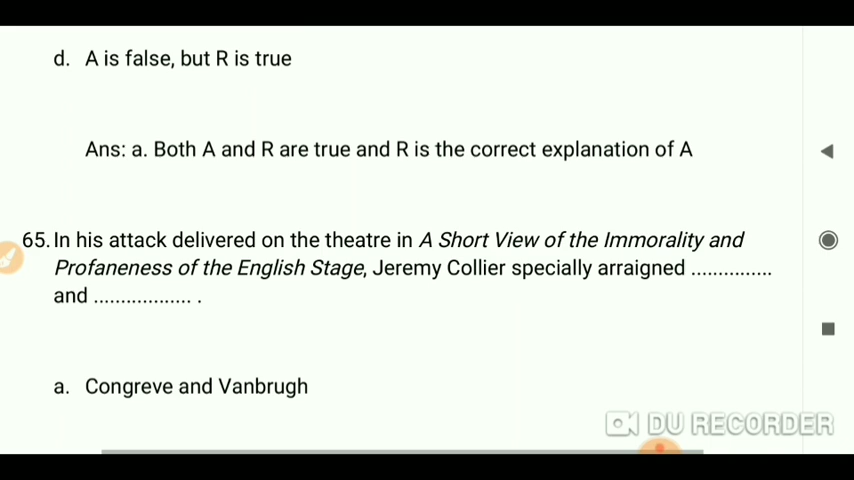 d. A is false, but R is true
Ans: a. Both A and R are true and R is the correct explanation of A
65. In his attack delivered on the theatre in A Short View of the Immorality and
Profaneness of the English Stage, Jeremy Collier specially arraigned ...............
and .................. .
a. Congreve and Vanbrugh
DU RECORDER